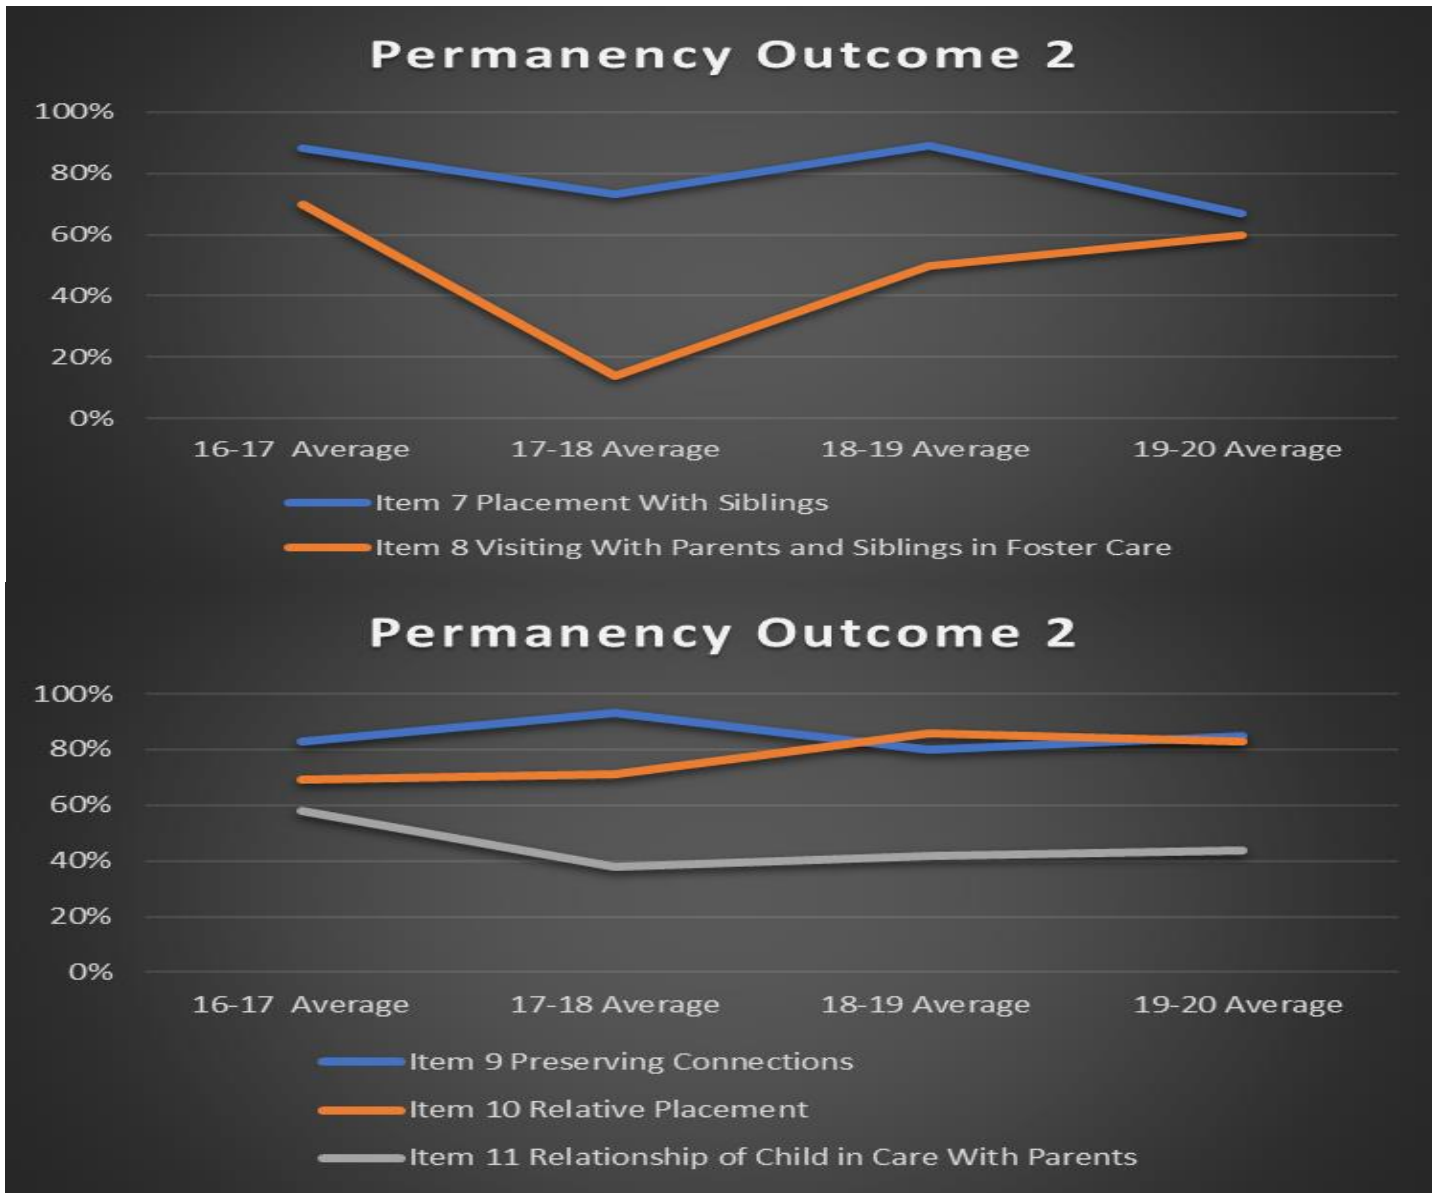 Permanency Outcome 2
100%
80%
60%
40%
20%
0%
16-17 Average 17-18 Average 18-19 Average 19-20 Average
Item 7 Placement With Siblings
Item 8 Visiting With Parents and Siblings in Foster Care
Permanency Outcome 2
100%
80%
60%
40%
20%
0%
16-17 Average 17-18 Average 18-19 Average 19-20 Average
Item 9 Preserving Connections
Item 10 Relative Placement
Item 11 Relationship of Child in Care With Parents